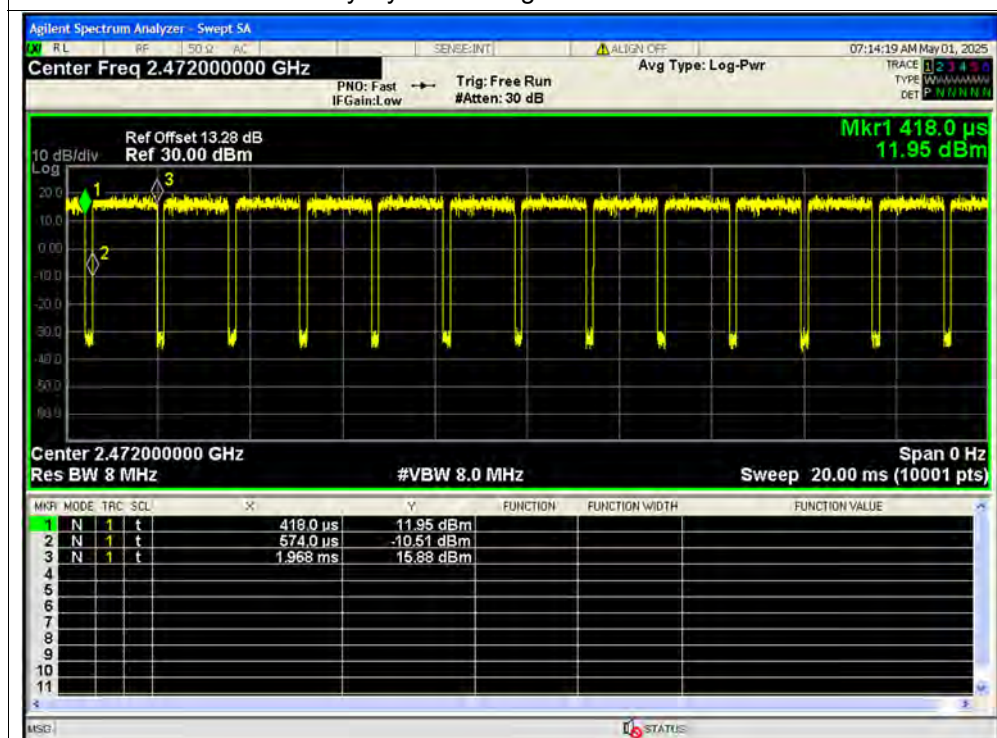 Agilent Spectrum Analyzer - Swept SA
RL RF 50 Ω AC SENSE:INT ALIGN OFF 07:14:19 AM May 01, 2025
Center Freq 2.472000000 GHz
PNO: Fast
IFGain:Low
Trig: Free Run
#Atten: 30 dB
Avg Type: Log-Pwr
TRACE 1 2 3 4 5 6
TYPE WWWWWW
DET P N N N N N
Mkr1 418.0 µs
11.95 dBm
Ref Offset 13.28 dB
10 dB/div Ref 30.00 dBm
Log
20.0
10.0
0.00
-10.0
-20.0
-30.0
-40.0
-50.0
1
2
3
Center 2.472000000 GHz Span 0 Hz
Res BW 8 MHz #VBW 8.0 MHz Sweep 20.00 ms (10001 pts)
MKR MODE TRC SCL X Y FUNCTION FUNCTION WIDTH FUNCTION VALUE
1 N 1 t 418.0 µs 11.95 dBm
2 N 1 t 574.0 µs -10.51 dBm
3 N 1 t 1.968 ms 15.88 dBm
4
5
6
7
8
9
10
11
MSG STATUS